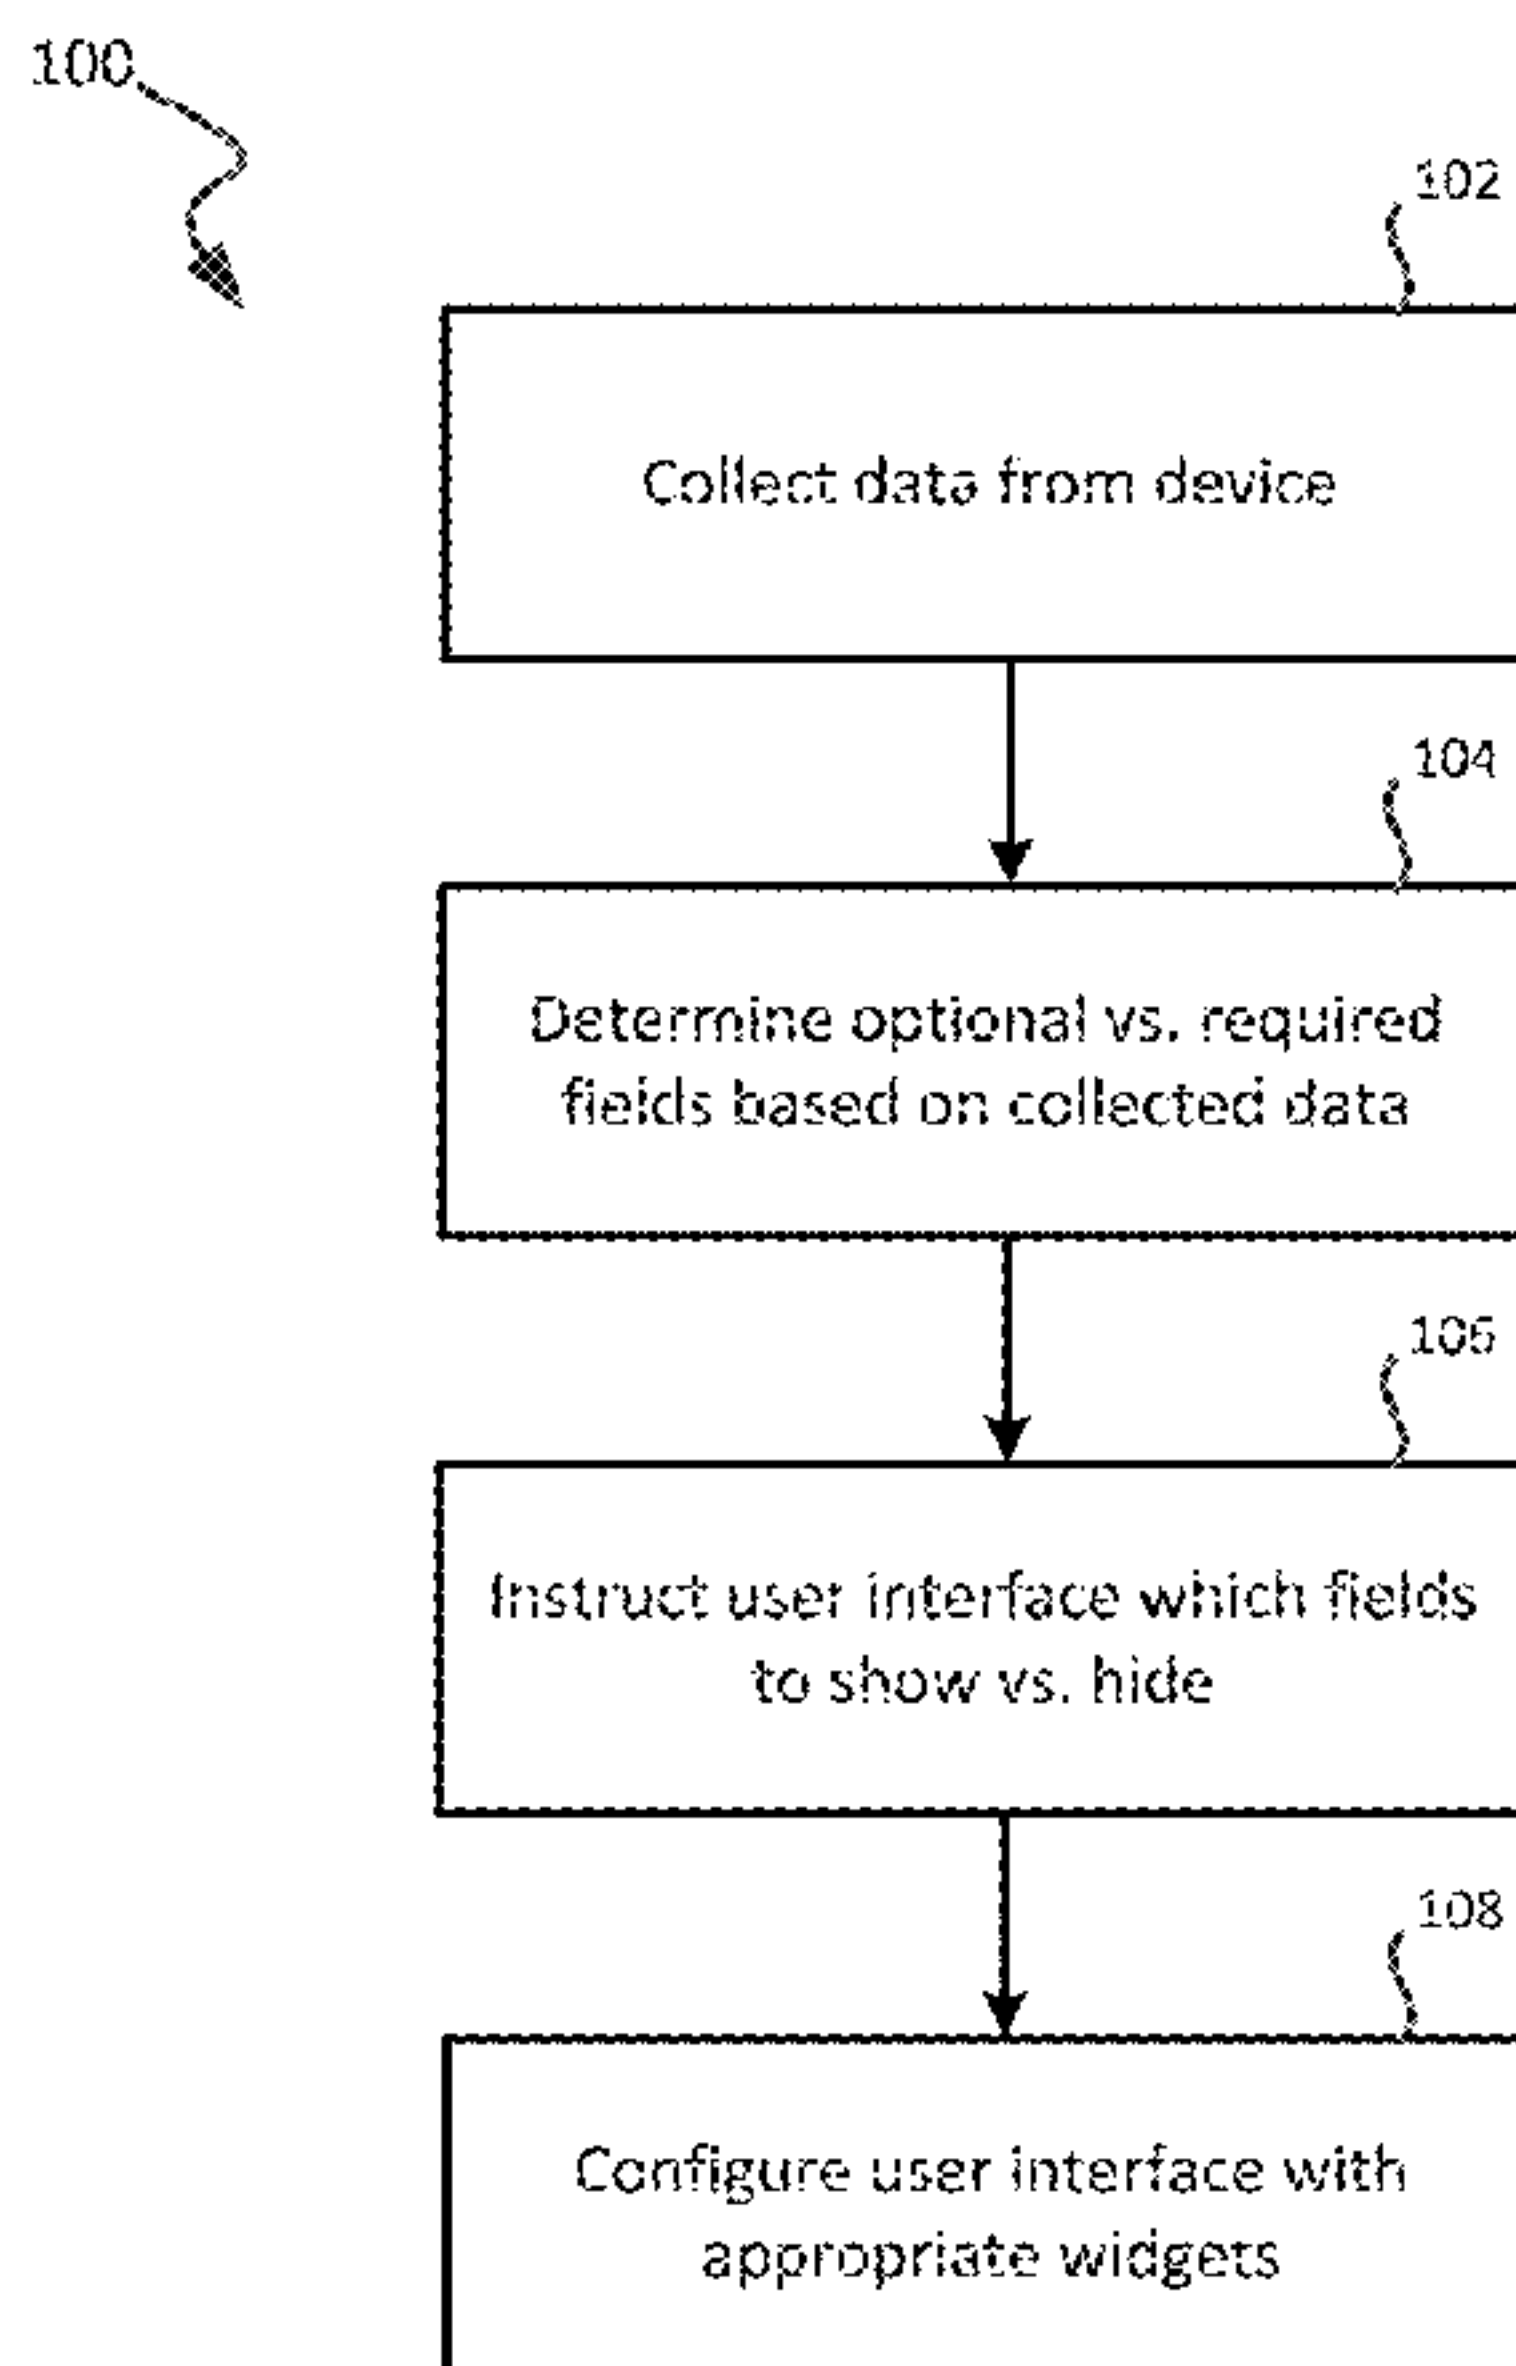 100
102
Collect data from device
104
Determine optional vs. required
fields based on collected data
106
Instruct user interface which fields
to show vs. hide
108
Configure user interface with
appropriate widgets